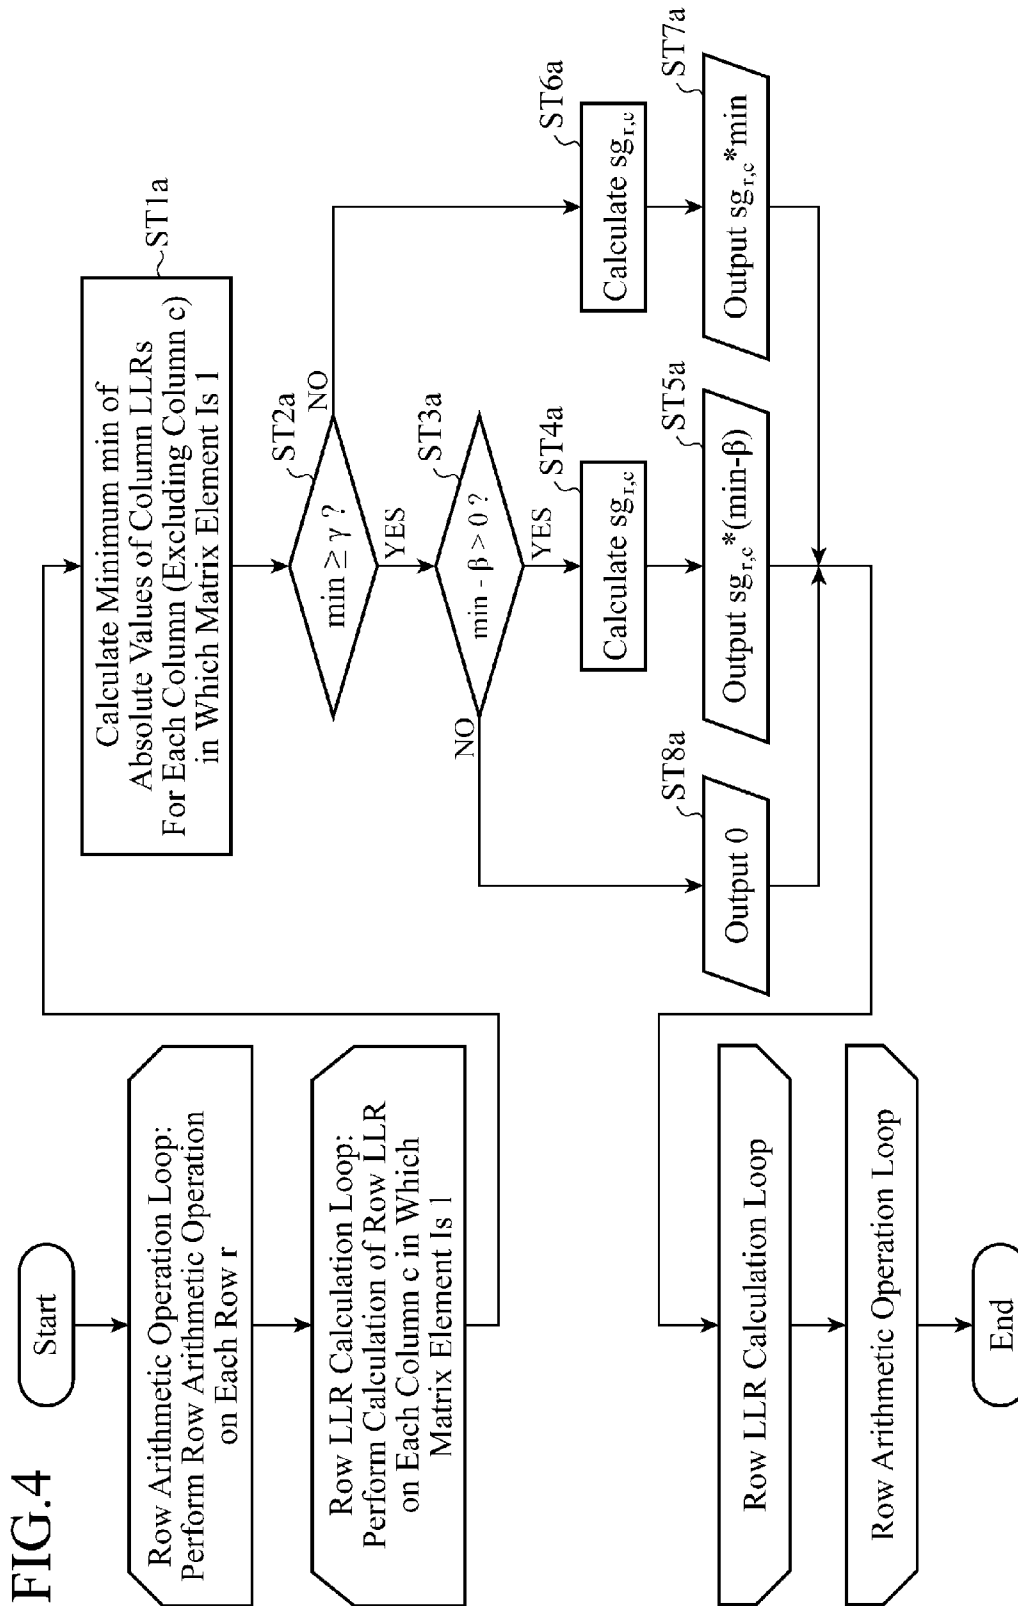 FIG.4
Start
Row Arithmetic Operation Loop:
Perform Row Arithmetic Operation
on Each Row r
Row LLR Calculation Loop:
Perform Calculation of Row LLR
on Each Column c in Which
Matrix Element Is 1
ST1a
Calculate Minimum min of
Absolute Values of Column LLRs
For Each Column (Excluding Column c)
in Which Matrix Element Is 1
ST2a
min ≥ γ ?
NO
YES
ST3a
min - β > 0 ?
NO
YES
ST4a
Calculate sgr,c
ST6a
Calculate sgr,c
ST8a
Output 0
ST5a
Output sgr,c*(min-β)
ST7a
Output sgr,c*min
Row LLR Calculation Loop
Row Arithmetic Operation Loop
End